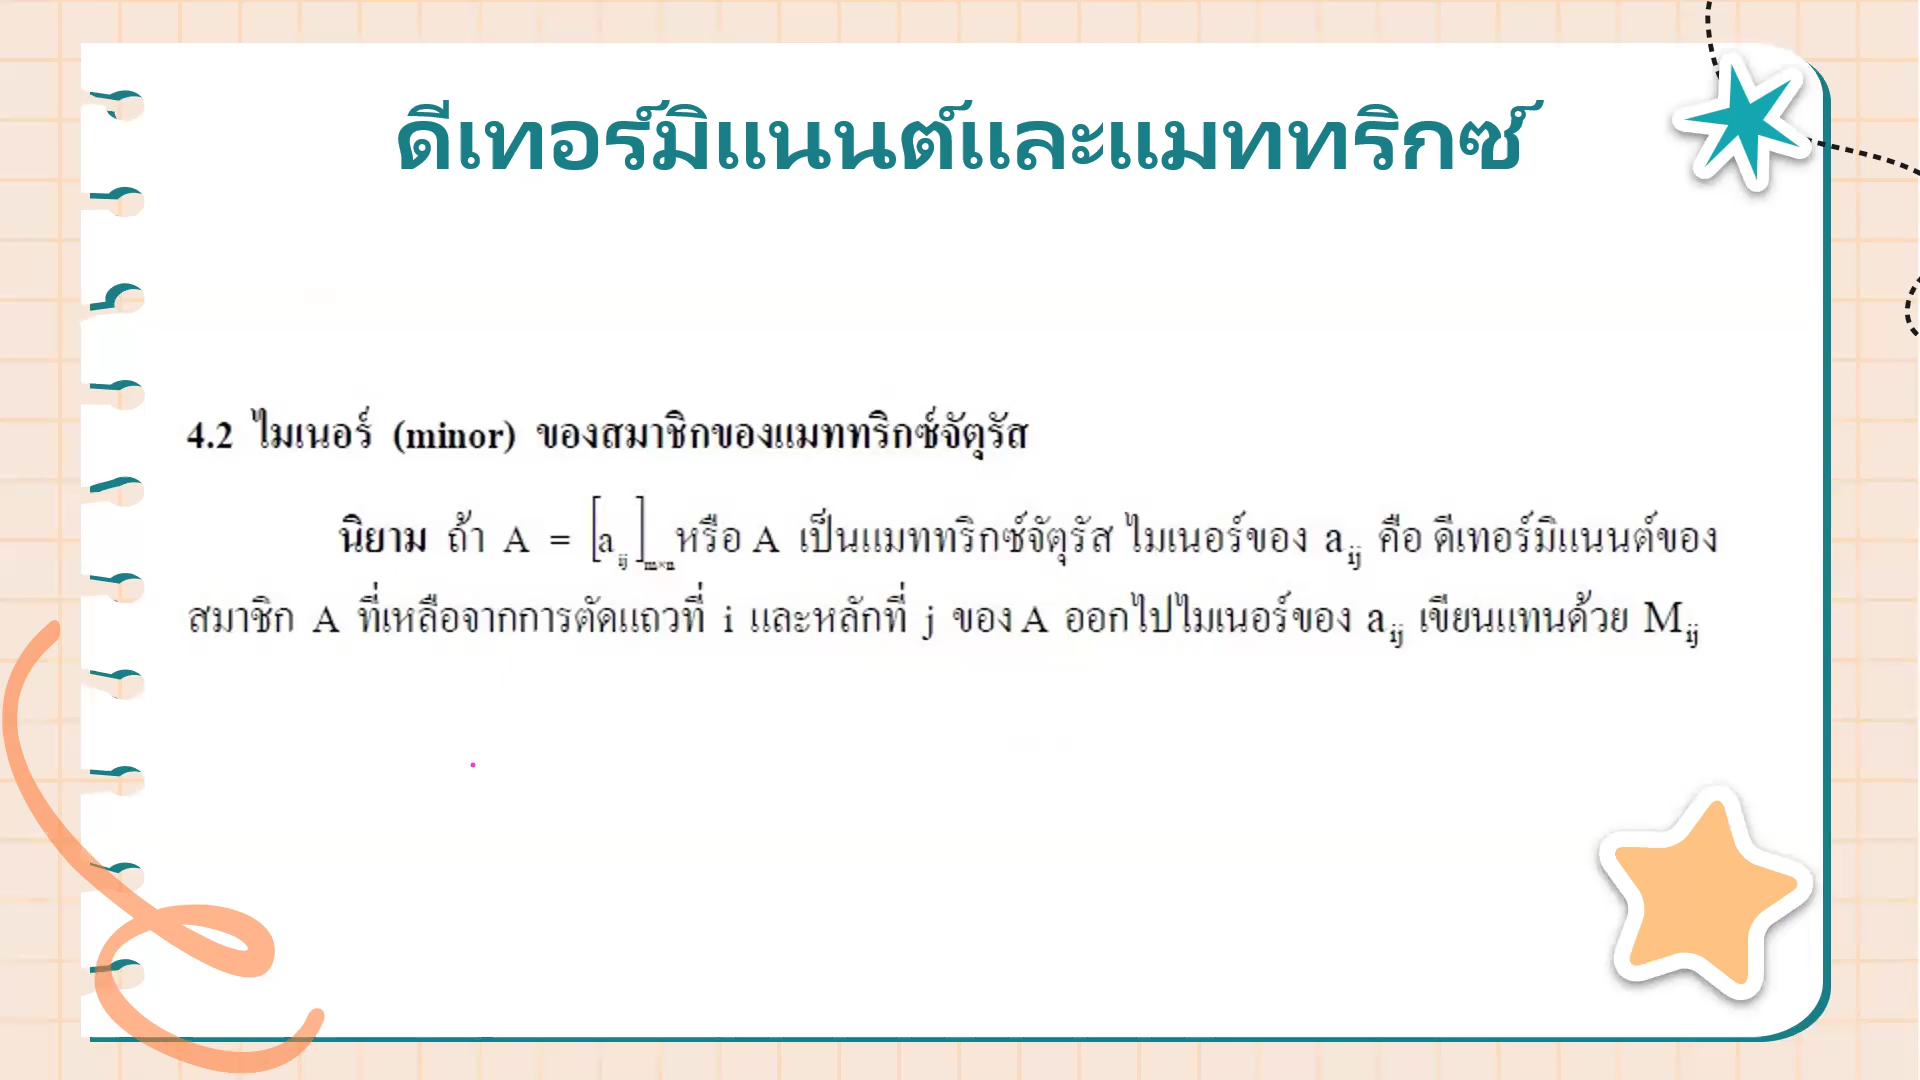 ดีเทอร์มิแนนต์และแมททริกซ์
4.2 ไมเนอร์ (minor) ของสมาชิกของแมททริกซ์จัตุรัส
นิยาม ถ้า A = [a ij ] m×n หรือ A เป็นแมททริกซ์จัตุรัส ไมเนอร์ของ a ij คือ ดีเทอร์มิแนนต์ของ
สมาชิก A ที่เหลือจากการตัดแถวที่ i และหลักที่ j ของ A ออกไปไมเนอร์ของ a ij เขียนแทนด้วย M ij